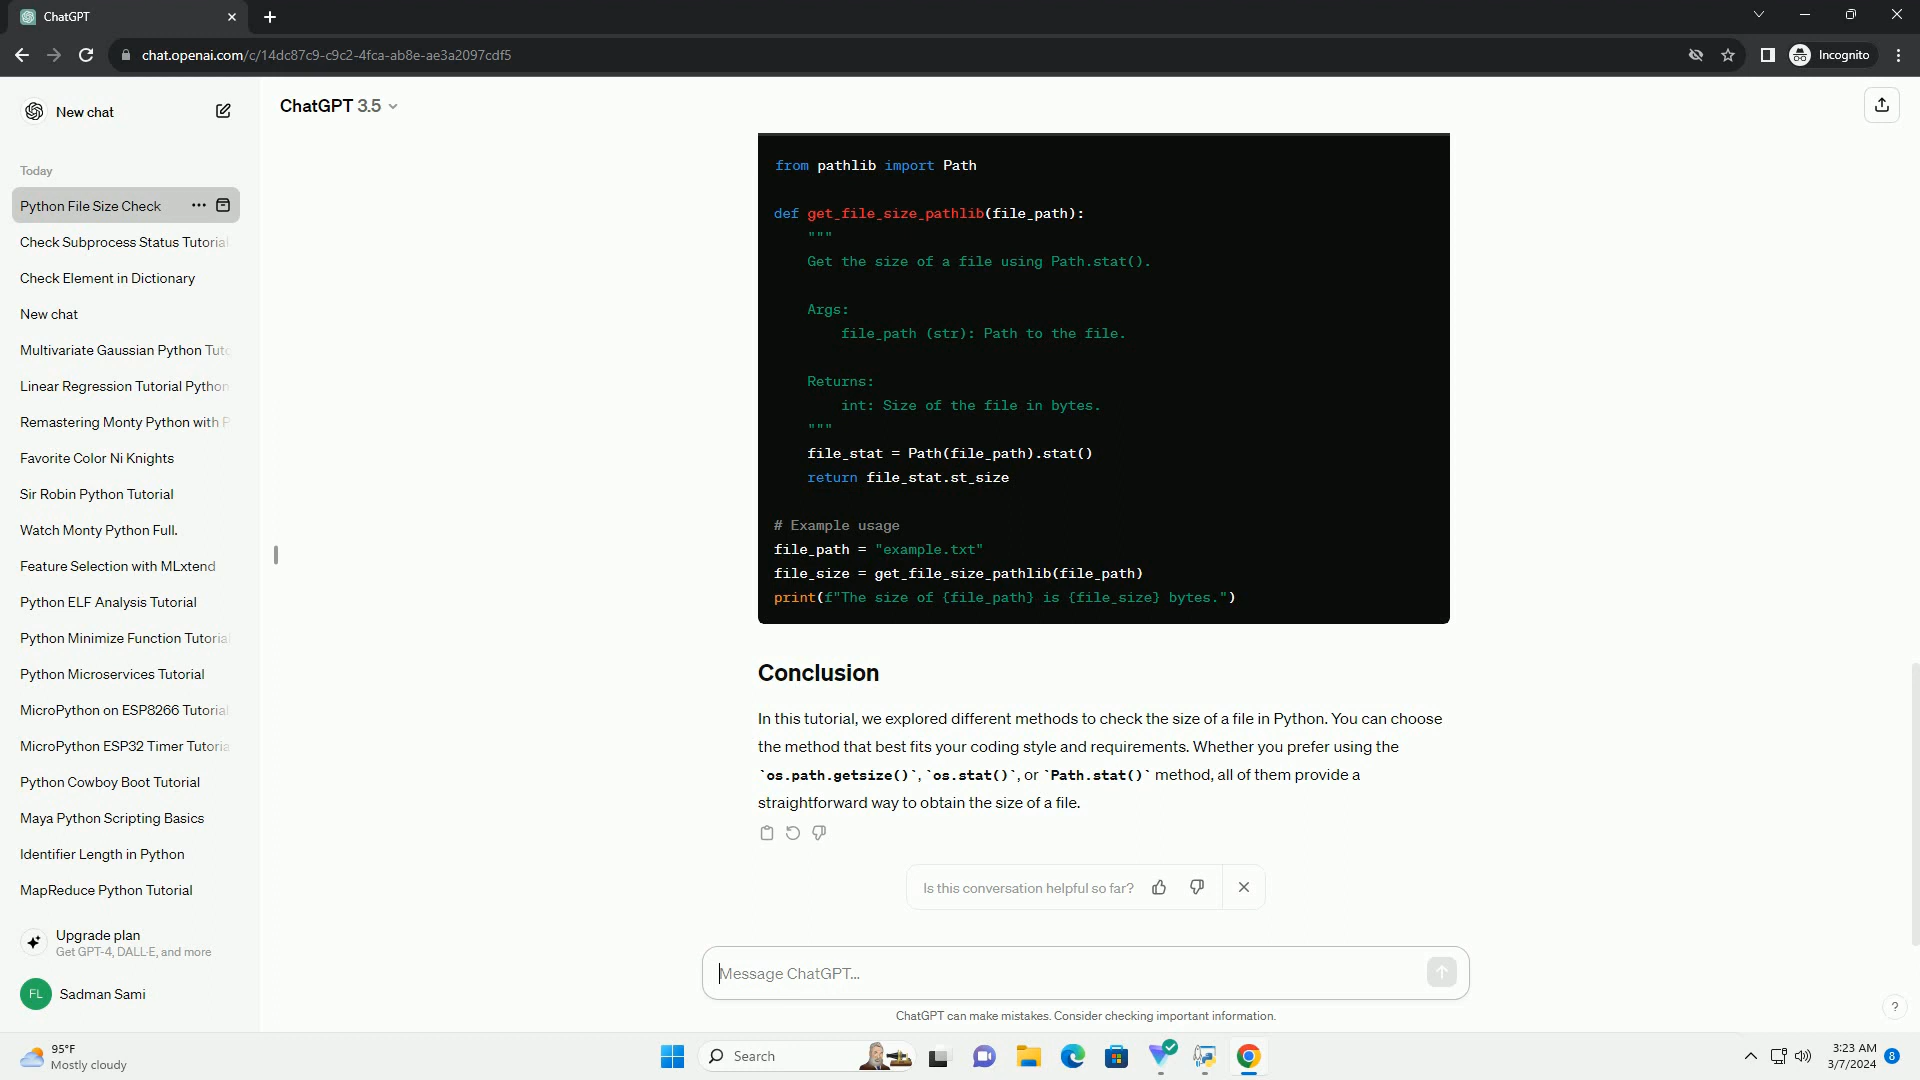 ChatGPT
chat.openai.com/c/14dc87c9-c9c2-4fca-ab8e-ae3a2097cdf5
Incognito
New chat
ChatGPT 3.5
Today
Python File Size Check
Check Subprocess Status Tutorial
Check Element in Dictionary
New chat
Multivariate Gaussian Python Tuto
Linear Regression Tutorial Python
Remastering Monty Python with P
Favorite Color Ni Knights
Sir Robin Python Tutorial
Watch Monty Python Full.
Feature Selection with MLxtend
Python ELF Analysis Tutorial
Python Minimize Function Tutorial
Python Microservices Tutorial
MicroPython on ESP8266 Tutorial
MicroPython ESP32 Timer Tutoria
Python Cowboy Boot Tutorial
Maya Python Scripting Basics
Identifier Length in Python
MapReduce Python Tutorial
Upgrade plan
Get GPT-4, DALL·E, and more
FL Sadman Sami
from pathlib import Path
def get_file_size_pathlib(file_path):
"""
Get the size of a file using Path.stat().
Args:
file_path (str): Path to the file.
Returns:
int: Size of the file in bytes.
"""
file_stat = Path(file_path).stat()
return file_stat.st_size
# Example usage
file_path = "example.txt"
file_size = get_file_size_pathlib(file_path)
print(f"The size of {file_path} is {file_size} bytes.")
Conclusion
In this tutorial, we explored different methods to check the size of a file in Python. You can choose
the method that best fits your coding style and requirements. Whether you prefer using the
`os.path.getsize()`, `os.stat()`, or `Path.stat()` method, all of them provide a
straightforward way to obtain the size of a file.
Is this conversation helpful so far?
Message ChatGPT...
ChatGPT can make mistakes. Consider checking important information.
?
95°F
Mostly cloudy
Search
3:23 AM
3/7/2024
8